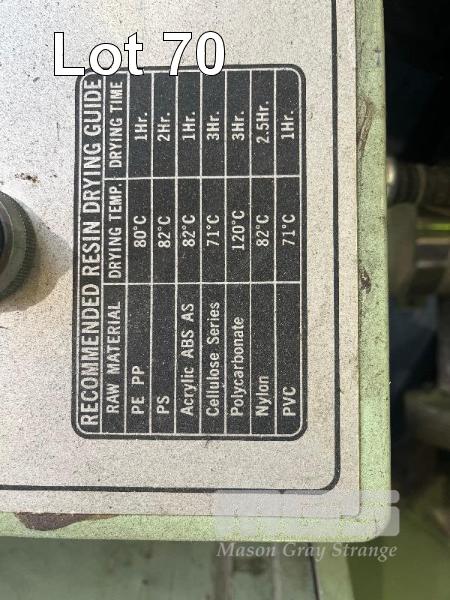 Lot 70
RECOMMENDED RESIN DRYING GUIDE
RAW MATERIAL DRYING TEMP. DRYING TIME
PE PP 80°C 1Hr.
PS 82°C 2Hr.
Acrylic ABS AS 82°C 1Hr.
Cellulose Series 71°C 3Hr.
Polycarbonate 120°C 3Hr.
Nylon 82°C 2.5Hr.
PVC 71°C 1Hr.
MGS
Mason Gray Strange